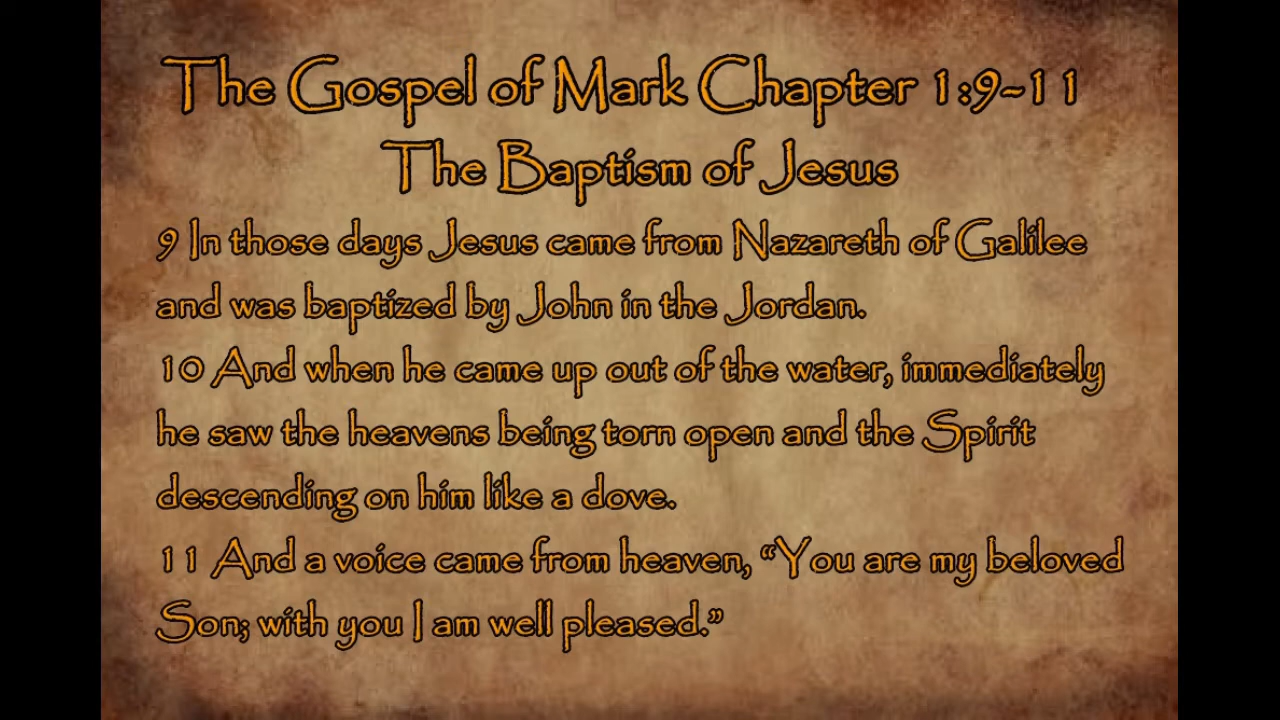 The Gospel of Mark Chapter 1:9-11
The Baptism of Jesus
9 In those days Jesus came from Nazareth of Galilee
and was baptized by John in the Jordan.
10 And when he came up out of the water, immediately
he saw the heavens being torn open and the Spirit
descending on him like a dove.
11 And a voice came from heaven, “You are my beloved
Son; with you I am well pleased.”